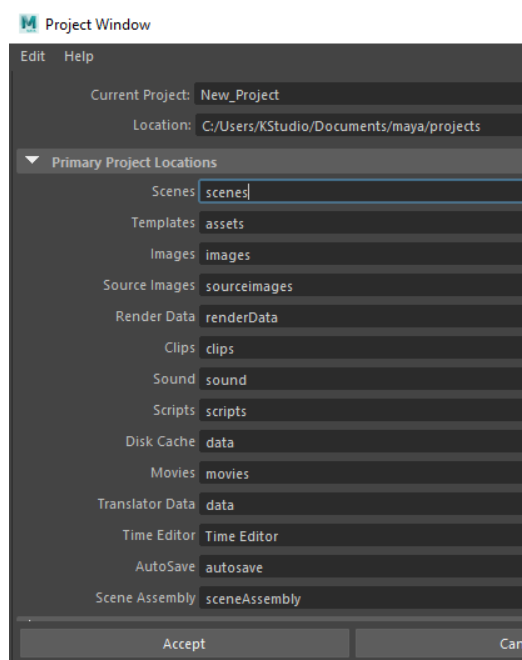 Project Window
Edit Help
Current Project: New_Project
Location: C:/Users/KStudio/Documents/maya/projects
Primary Project Locations
Scenes scenes
Templates assets
Images images
Source Images sourceimages
Render Data renderData
Clips clips
Sound sound
Scripts scripts
Disk Cache data
Movies movies
Translator Data data
Time Editor Time Editor
AutoSave autosave
Scene Assembly sceneAssembly
Accept